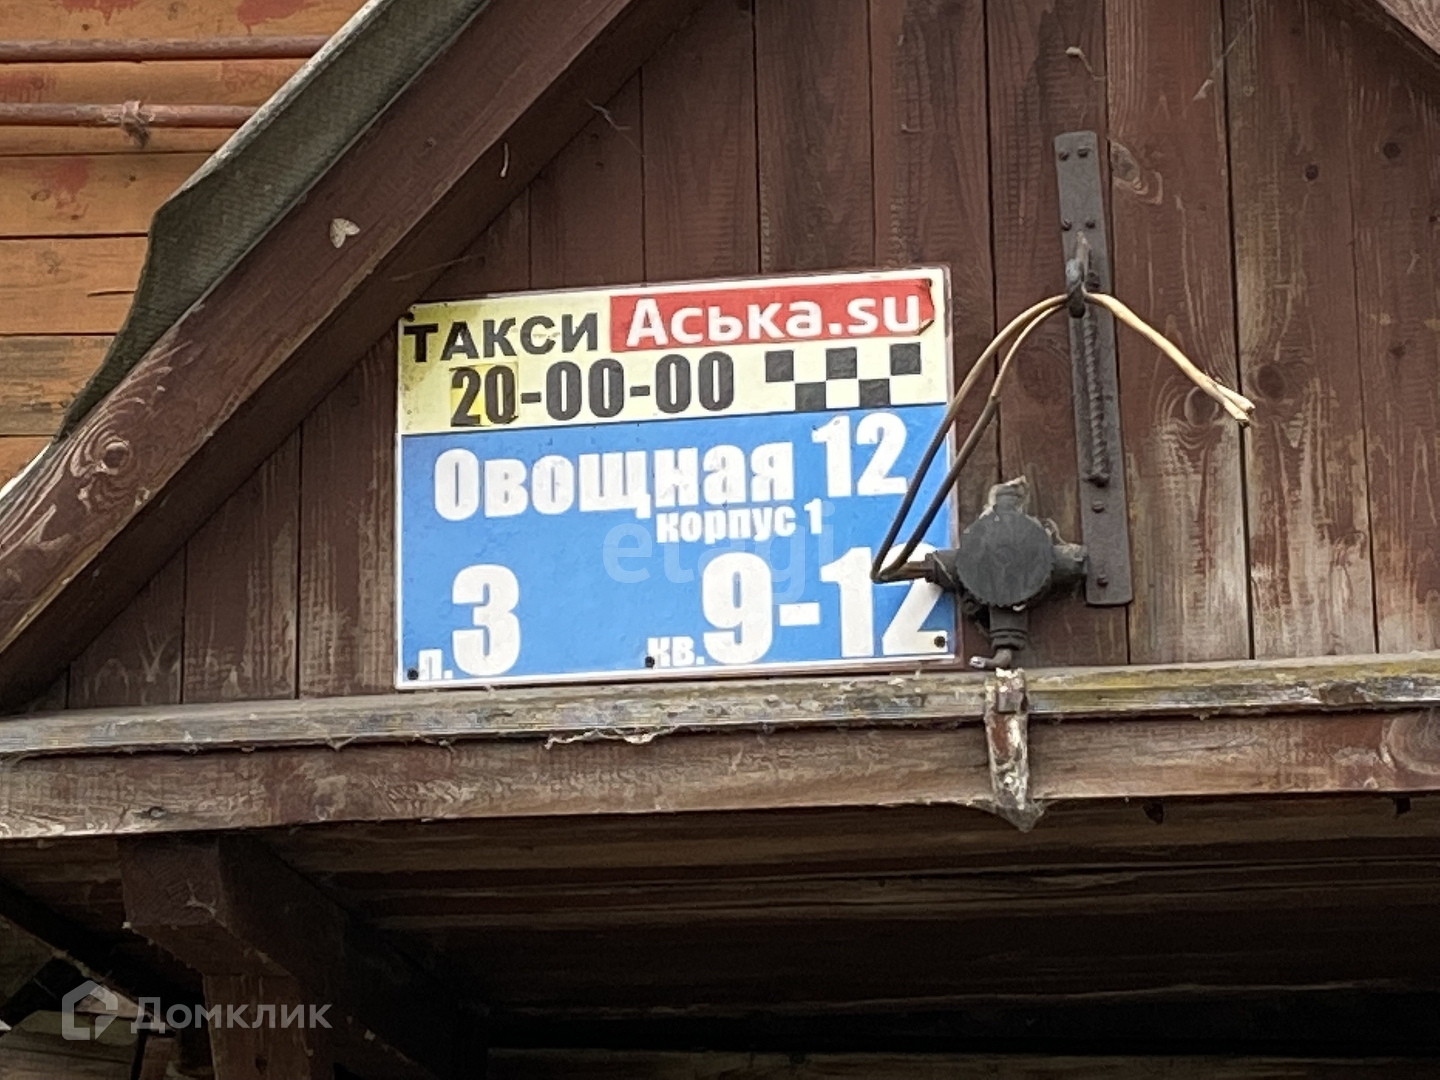 ТАКСИ Аська.su
20-00-00
Овощная 12
корпус 1
п.3 кв.9-12
etagi
Домклик